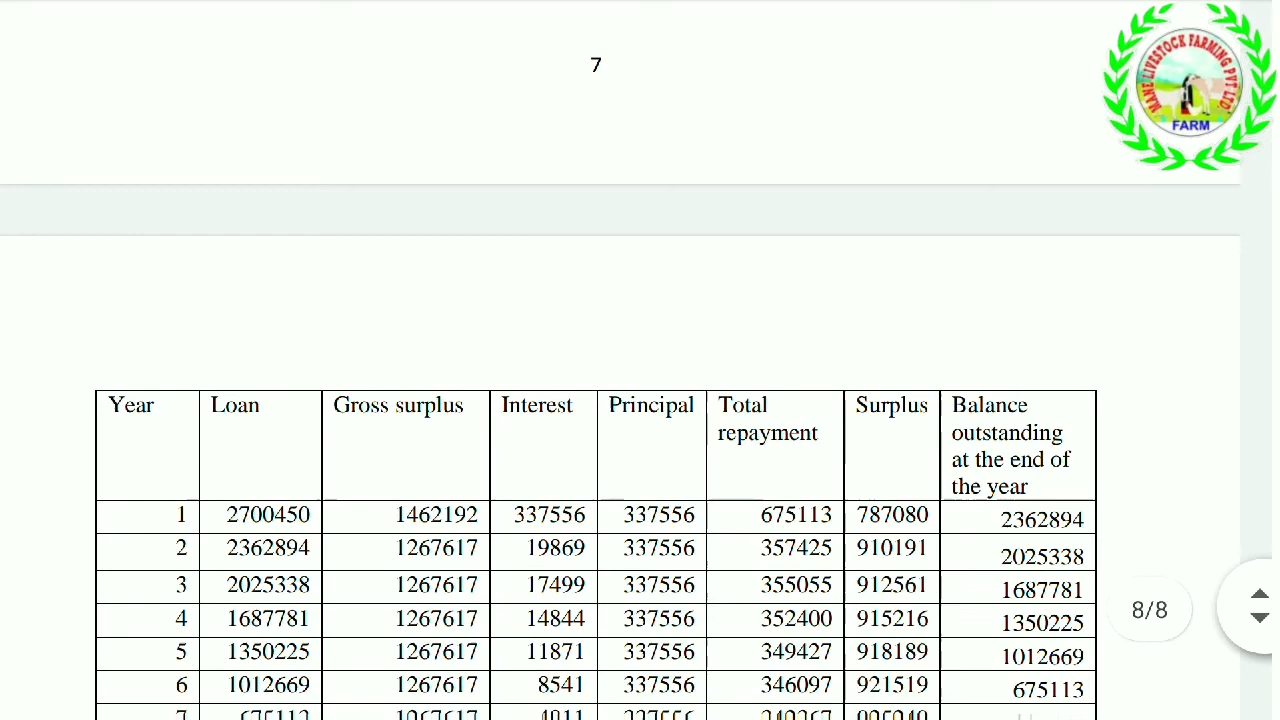 7
MANE LIVESTOCK FARMING PVT LTD.
FARM
Year Loan Gross surplus Interest Principal Total repayment Surplus Balance outstanding at the end of the year
1 2700450 1462192 337556 337556 675113 787080 2362894
2 2362894 1267617 19869 337556 357425 910191 2025338
3 2025338 1267617 17499 337556 355055 912561 1687781
4 1687781 1267617 14844 337556 352400 915216 1350225
5 1350225 1267617 11871 337556 349427 918189 1012669
6 1012669 1267617 8541 337556 346097 921519 675113
8/8